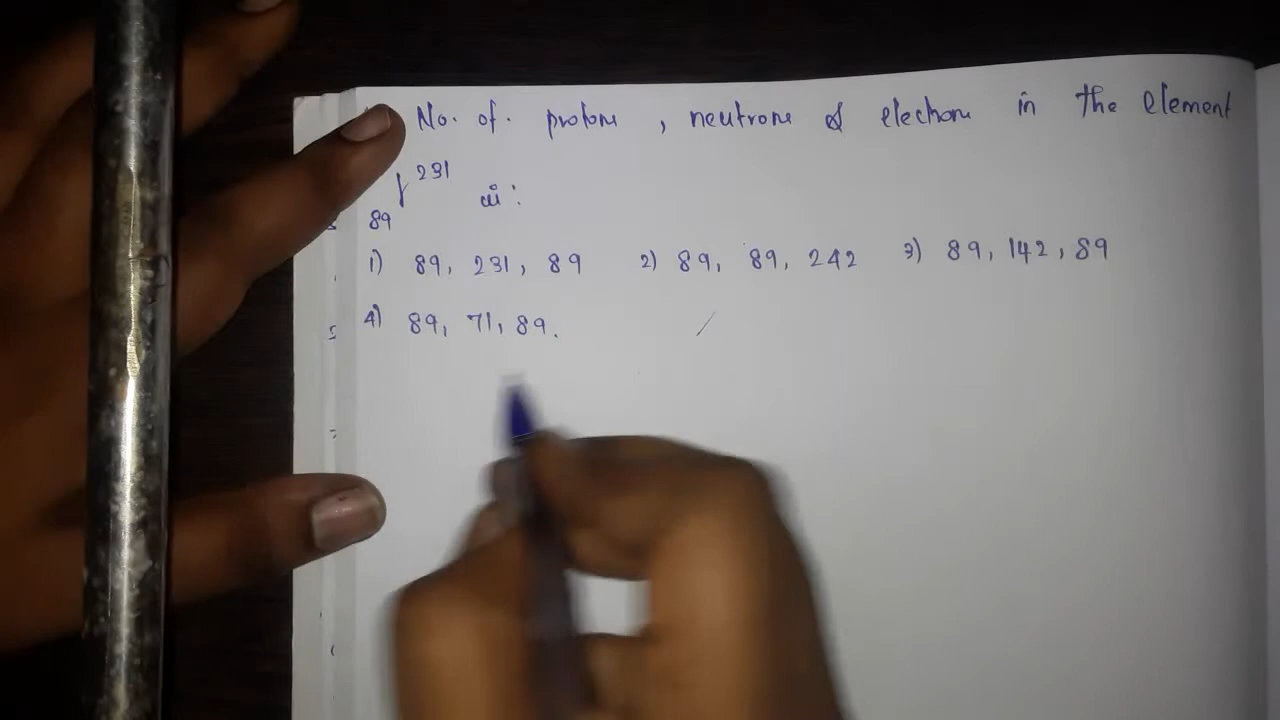 No. of. protons , neutrons & electrons in the element
231
89
is :
1) 89, 231, 89 2) 89, 89, 242 3) 89, 142, 89
4) 89, 71, 89.